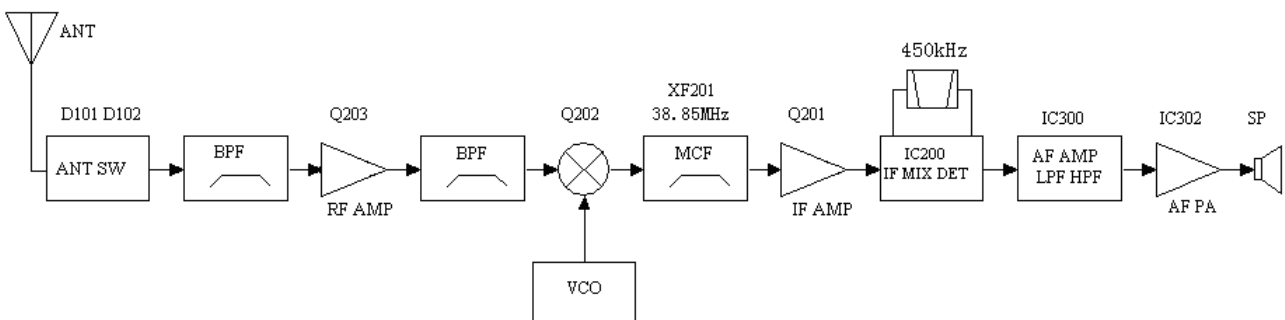 ANT
450kHz
XF201
D101 D102
Q203
Q202
38.85MHz
Q201
IC300
IC302
SP
BPF
BPF
MCF
IC200
AF AMP
ANT SW
IF MIX DET
LPF HPF
RF AMP
IF AMP
AF PA
VCO